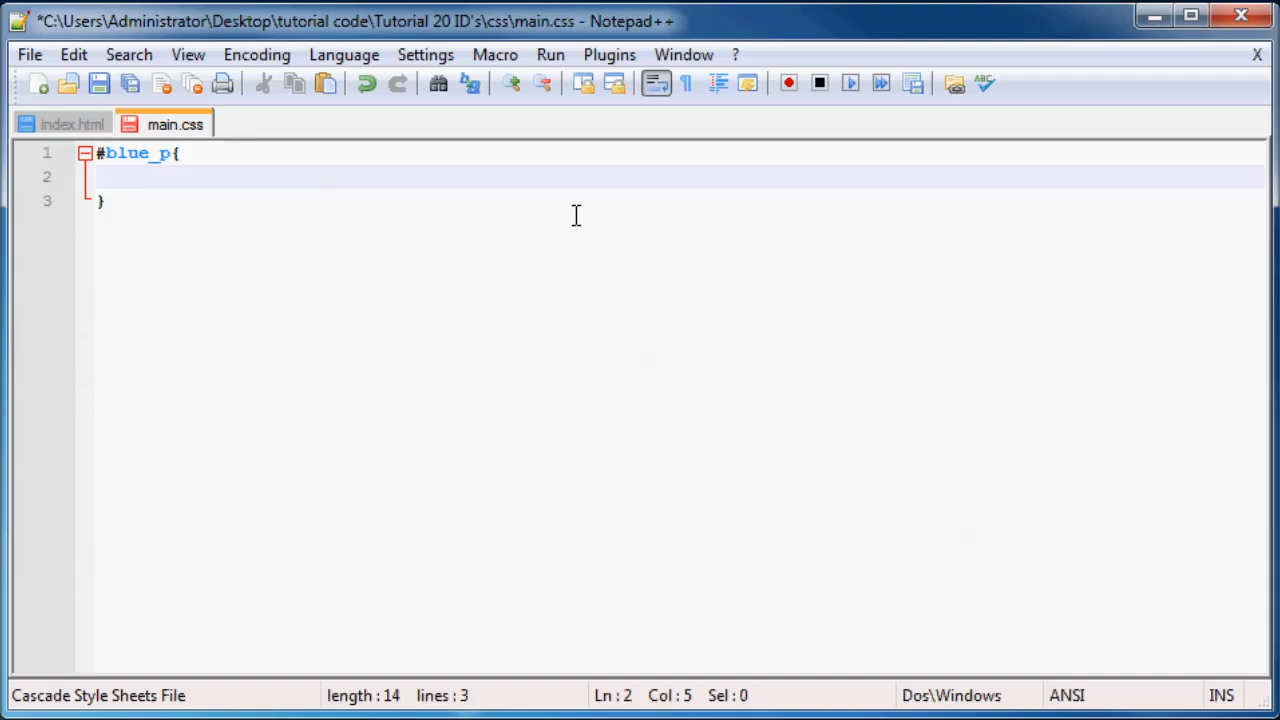 *C:\Users\Administrator\Desktop\tutorial code\Tutorial 20 ID's\css\main.css - Notepad++
File Edit Search View Encoding Language Settings Macro Run Plugins Window ? X
ABC
index.html main.css
1 #blue_p{
2
3 }
Cascade Style Sheets File length : 14 lines : 3 Ln : 2 Col : 5 Sel : 0 Dos\Windows ANSI INS